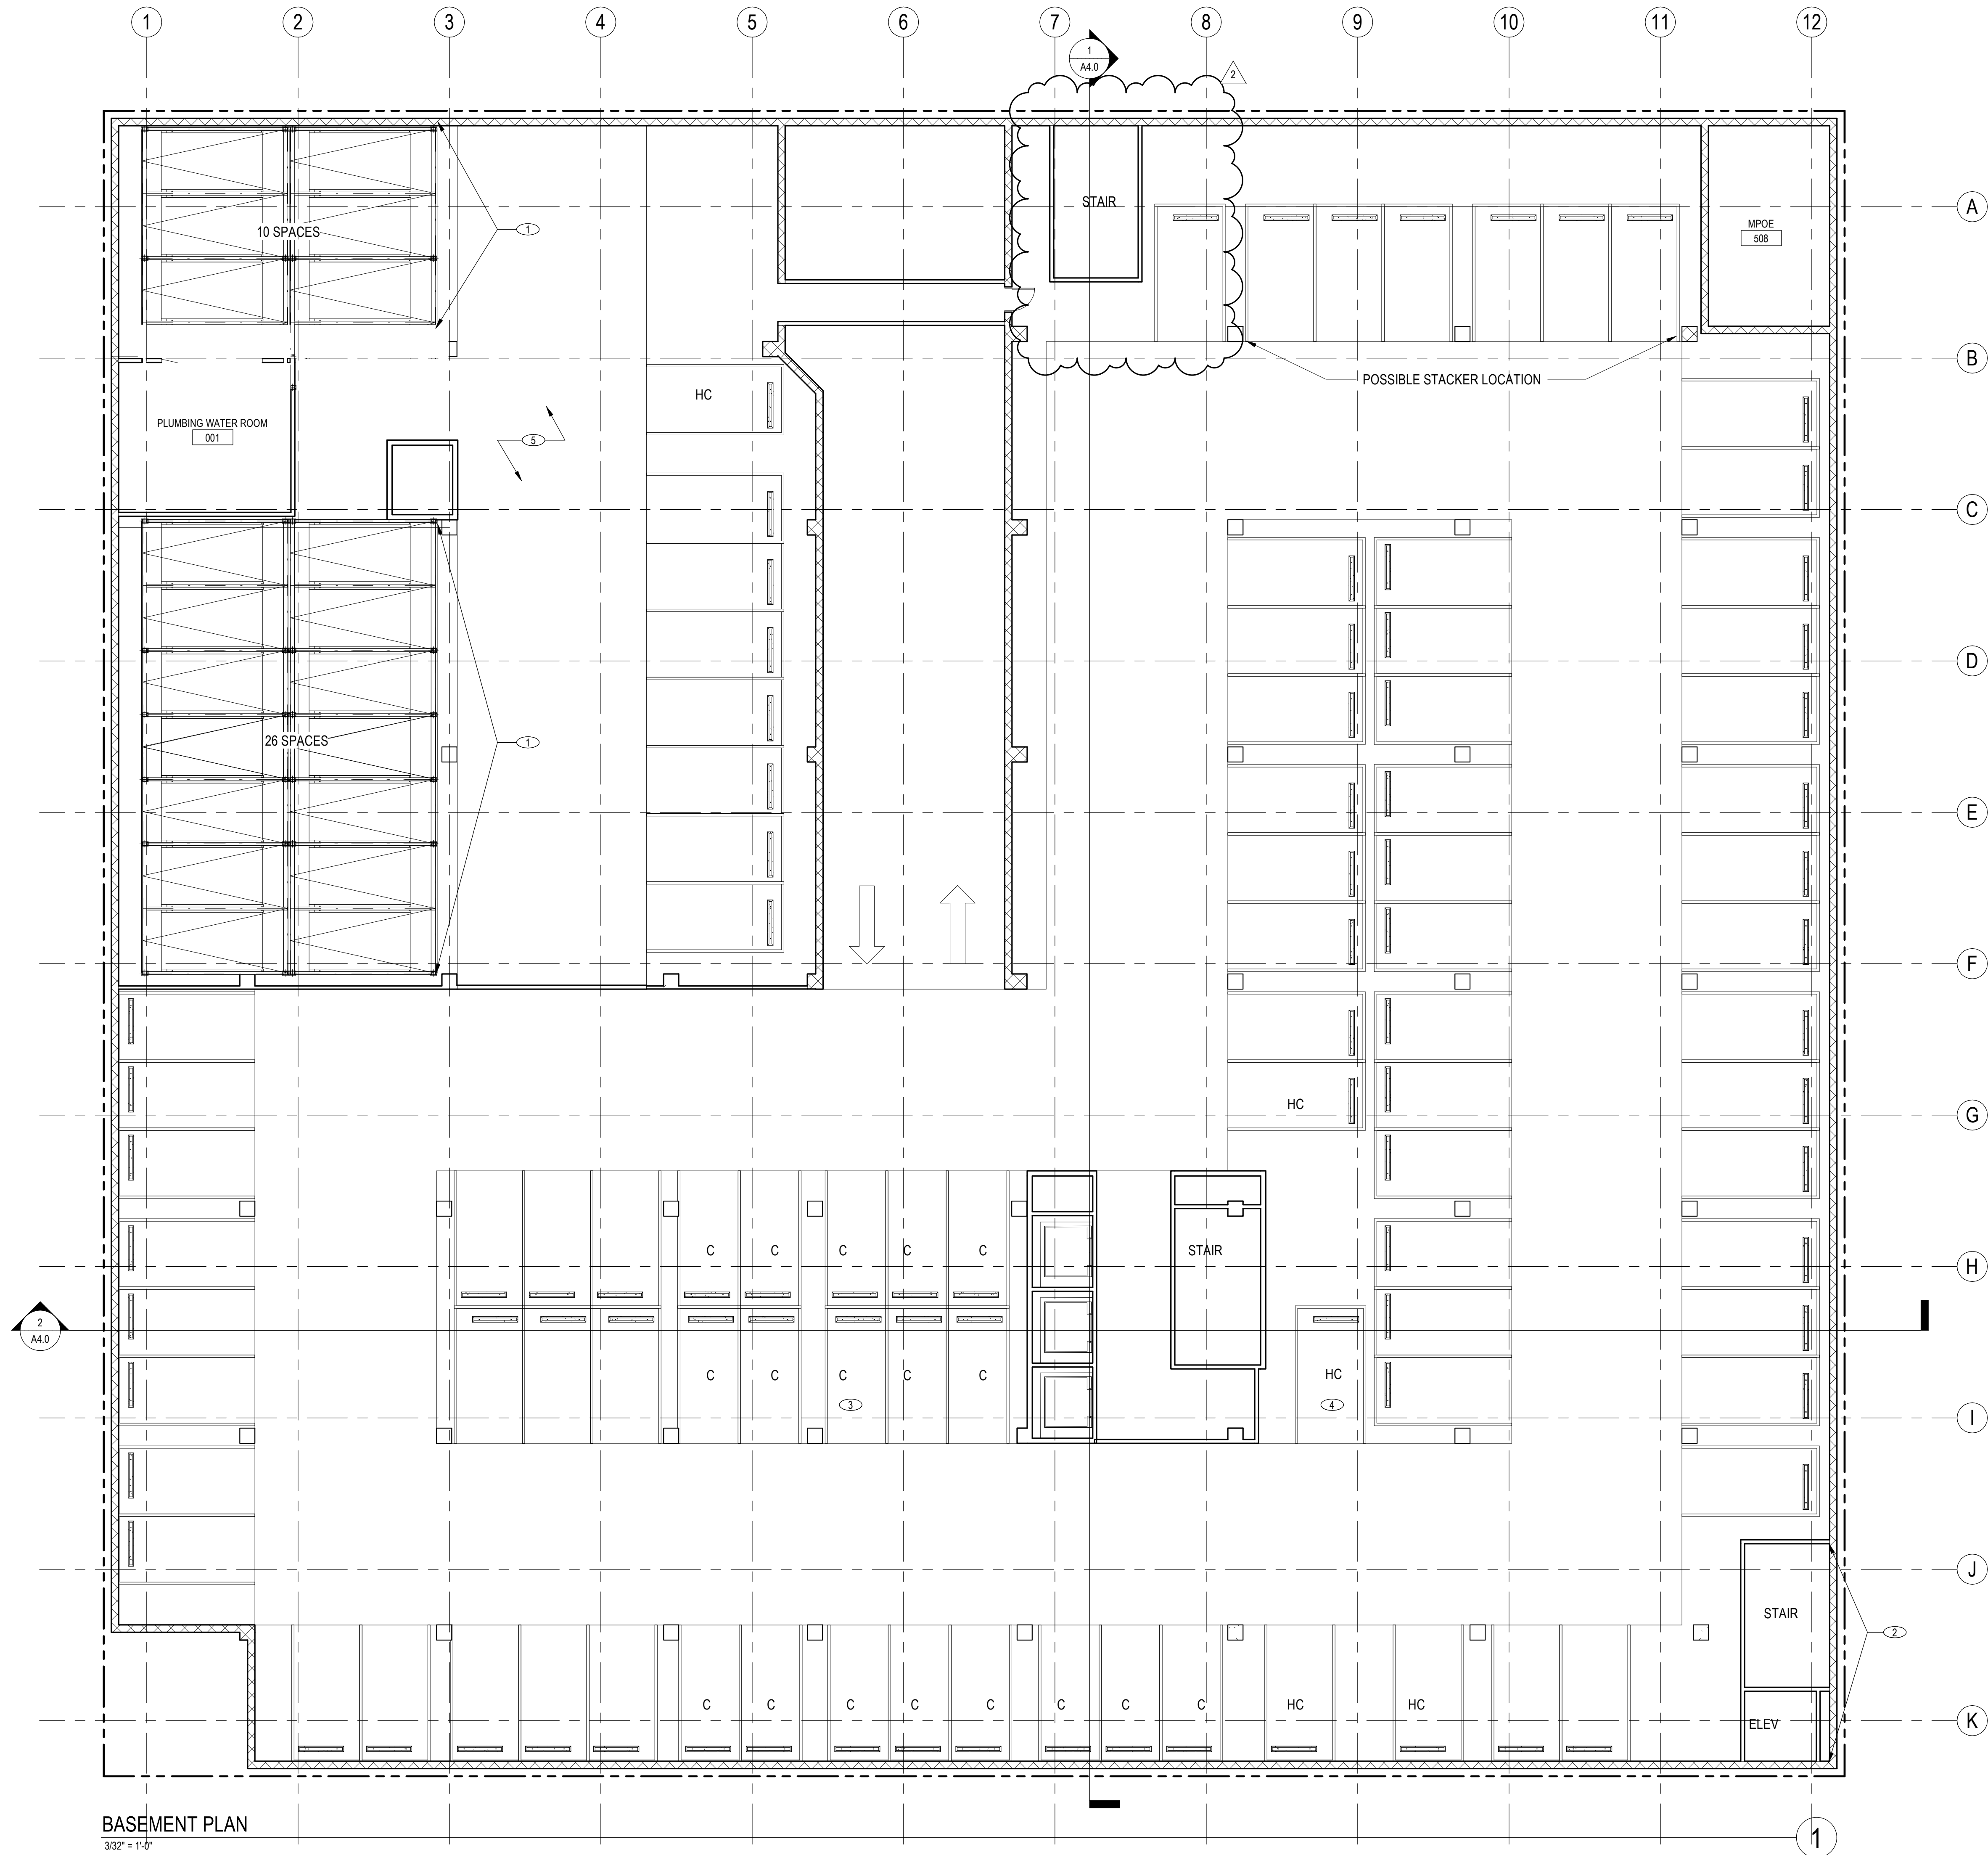 1 2 3 4 5 6 7 8 9 10 11 12
1
A4.0
2
STAIR
A
10 SPACES
1
MPOE
508
B
POSSIBLE STACKER LOCATION
HC
PLUMBING WATER ROOM
001
5
C
D
26 SPACES
1
E
F
HC
G
C C C C C
STAIR
H
2
A4.0
C C C C C
HC
3
4
I
J
STAIR
2
C C C C C C C C HC HC
ELEV
K
BASEMENT PLAN
3/32" = 1'-0"
1